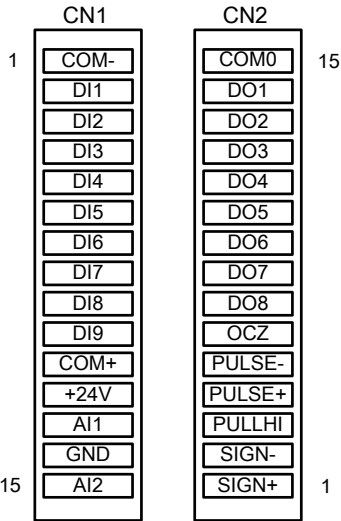 CN1 CN2
1 COM- COM0 15
DI1 DO1
DI2 DO2
DI3 DO3
DI4 DO4
DI5 DO5
DI6 DO6
DI7 DO7
DI8 DO8
DI9 OCZ
COM+ PULSE-
+24V PULSE+
AI1 PULLHI
GND SIGN-
15 AI2 SIGN+ 1